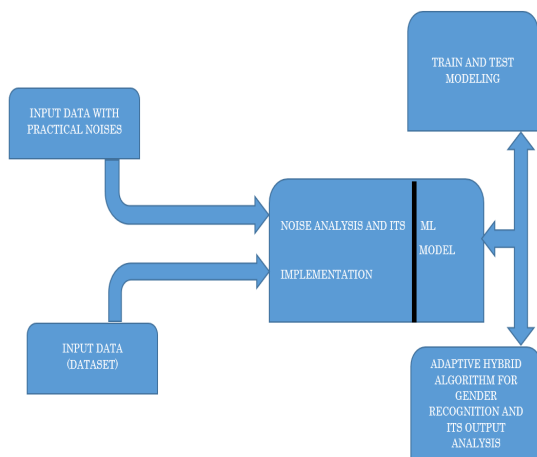 TRAIN AND TEST
MODELING
INPUT DATA WITH
PRACTICAL NOISES
NOISE ANALYSIS AND ITS
IMPLEMENTATION
ML
MODEL
INPUT DATA
(DATASET)
ADAPTIVE HYBRID
ALGORITHM FOR
GENDER
RECOGNITION AND
ITS OUTPUT
ANALYSIS